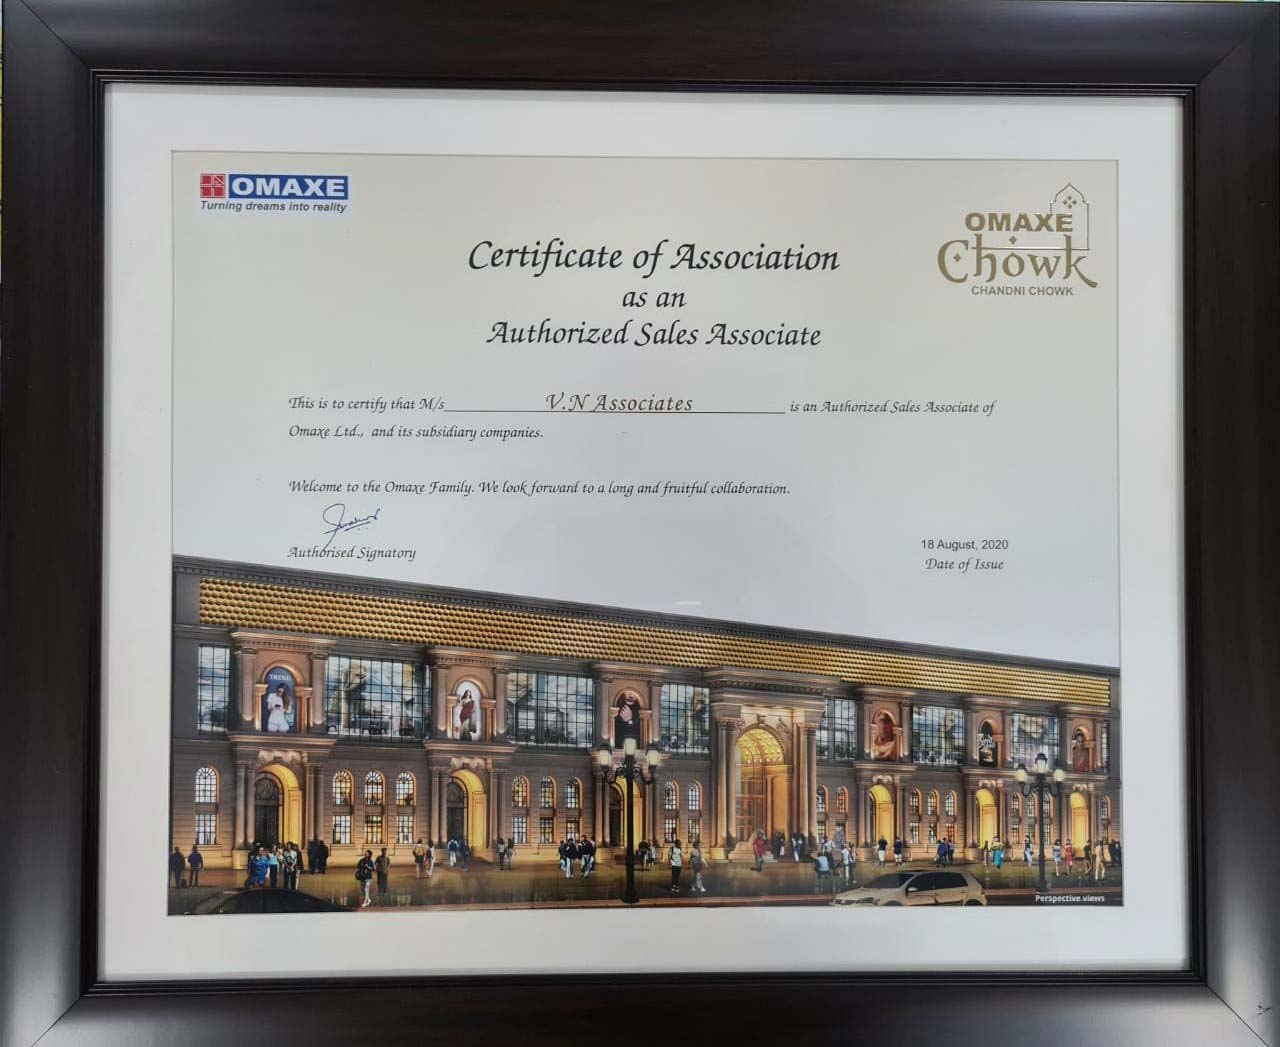 OMAXE
Turning dreams into reality
OMAXE
Chowk
CHANDNI CHOWK
Certificate of Association
as an
Authorized Sales Associate
This is to certify that M/s V.N Associates is an Authorized Sales Associate of
Omaxe Ltd., and its subsidiary companies.
Welcome to the Omaxe Family. We look forward to a long and fruitful collaboration.
Authorised Signatory
18 August, 2020
Date of Issue
TREND
Perspective views